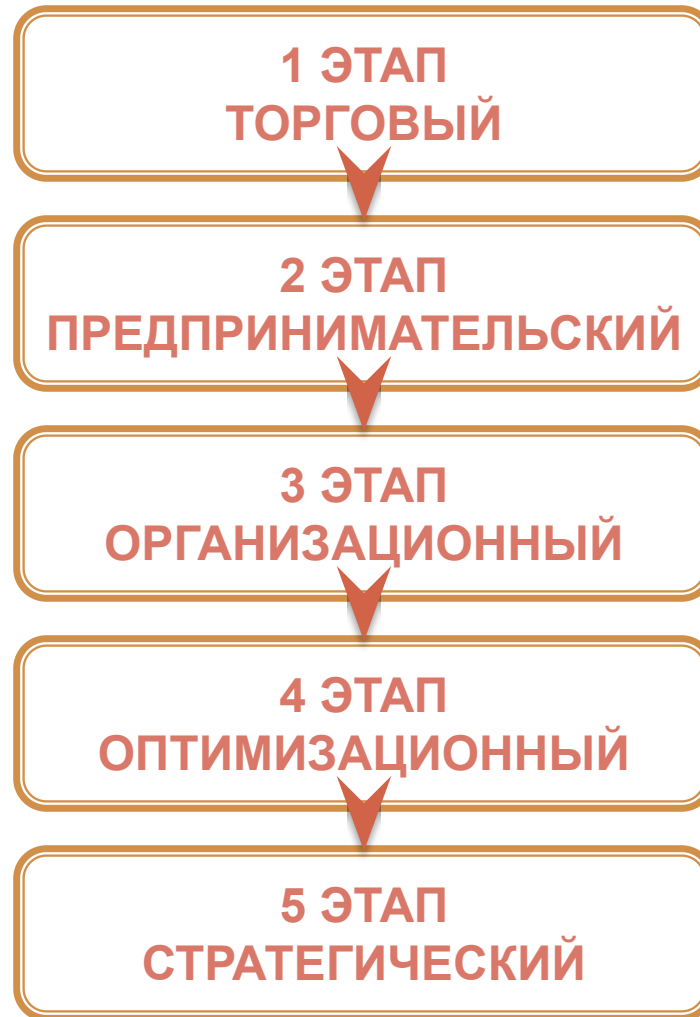 1 ЭТАП
ТОРГОВЫЙ
2 ЭТАП
ПРЕДПРИНИМАТЕЛЬСКИЙ
3 ЭТАП
ОРГАНИЗАЦИОННЫЙ
4 ЭТАП
ОПТИМИЗАЦИОННЫЙ
5 ЭТАП
СТРАТЕГИЧЕСКИЙ